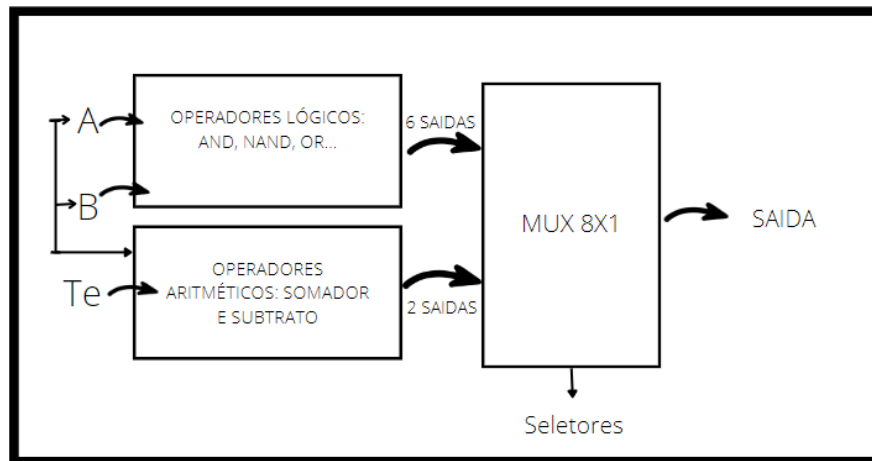 A
B
Te
OPERADORES LÓGICOS:
AND, NAND, OR...
OPERADORES
ARITMÉTICOS: SOMADOR
E SUBTRATO
6 SAIDAS
2 SAIDAS
MUX 8X1
SAIDA
Seletores